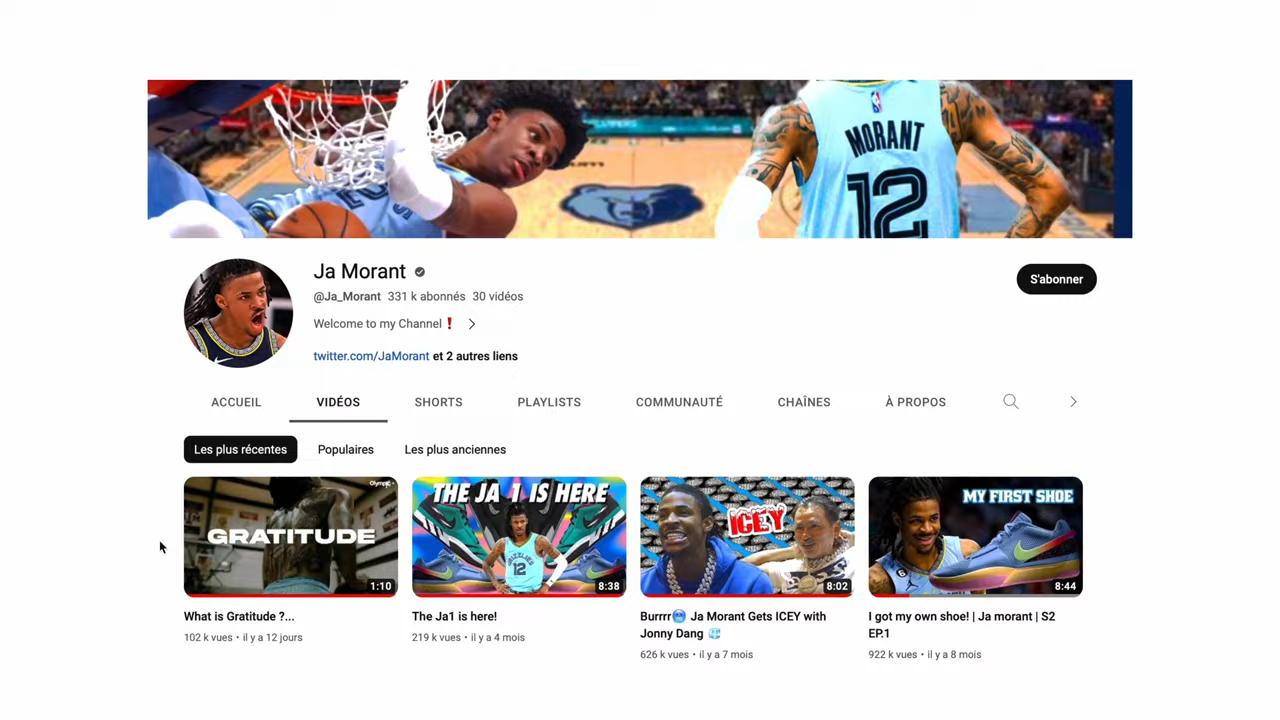 MORANT
12
Ja Morant
@Ja_Morant 331 k abonnés 30 vidéos
Welcome to my Channel❗
twitter.com/JaMorant et 2 autres liens
S'abonner
ACCUEIL VIDÉOS SHORTS PLAYLISTS COMMUNAUTÉ CHAÎNES À PROPOS
Les plus récentes Populaires Les plus anciennes
GRATITUDE
1:10
What is Gratitude ?...
102 k vues • il y a 12 jours
THE JA 1 IS HERE
GRIZZLIES
12
8:38
The Ja1 is here!
219 k vues • il y a 4 mois
ICEY
8:02
Burrrr🥶 Ja Morant Gets ICEY with
Jonny Dang 🧊
626 k vues • il y a 7 mois
MY FIRST SHOE
6
8:44
I got my own shoe! | Ja morant | S2
EP.1
922 k vues • il y a 8 mois